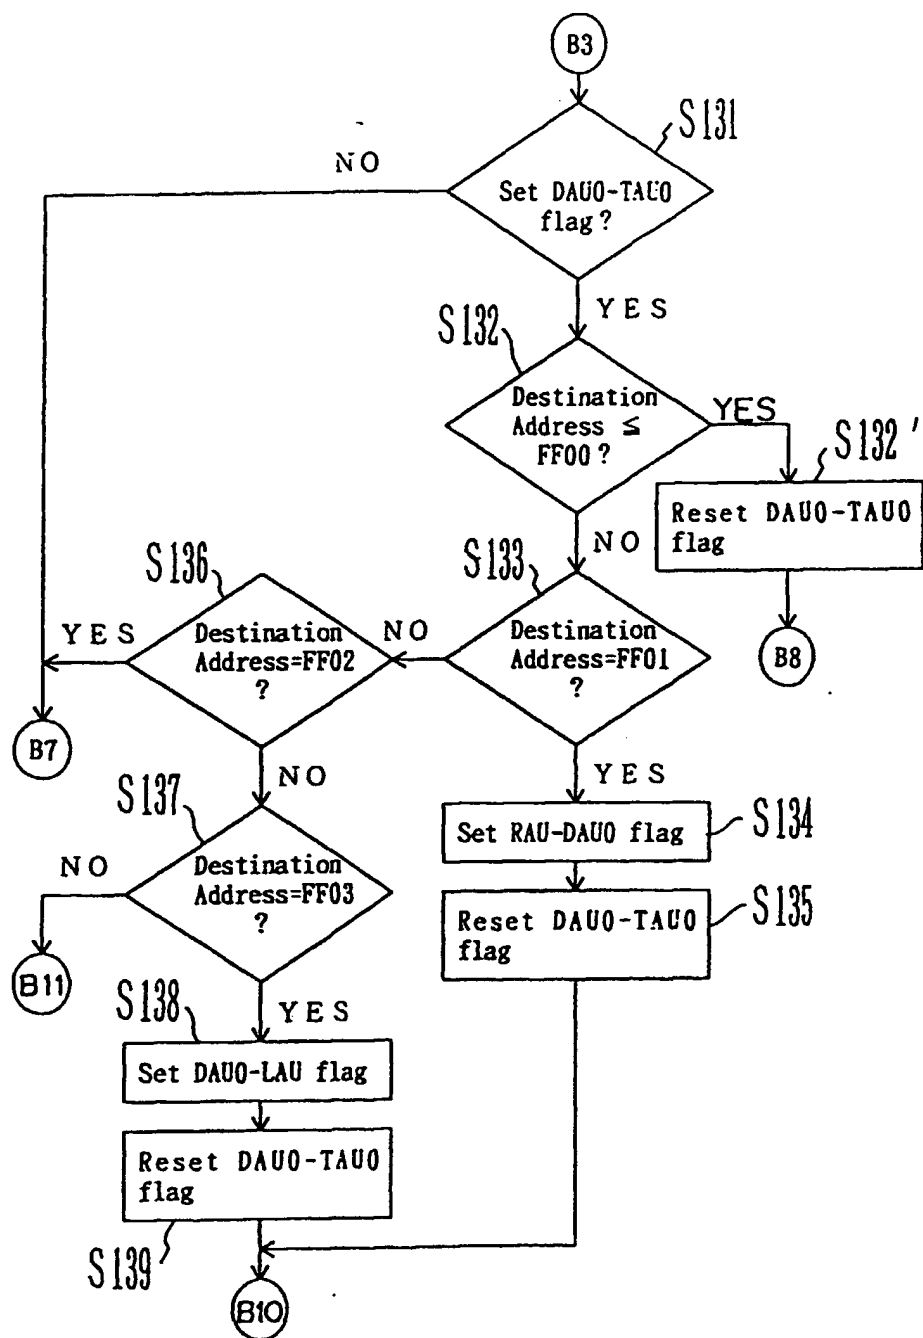 B3
S131
NO
Set DAU0-TAU0
flag?
YES
S132
Destination
Address ≦
FF00?
YES
S132'
Reset DAU0-TAU0
flag
B8
NO
S133
Destination
Address=FF01
?
NO
S136
Destination
Address=FF02
?
YES
B7
NO
S137
Destination
Address=FF03
?
NO
B11
YES
S134
Set RAU-DAU0 flag
S135
Reset DAU0-TAU0
flag
YES
S138
Set DAU0-LAU flag
Reset DAU0-TAU0
flag
S139
B10